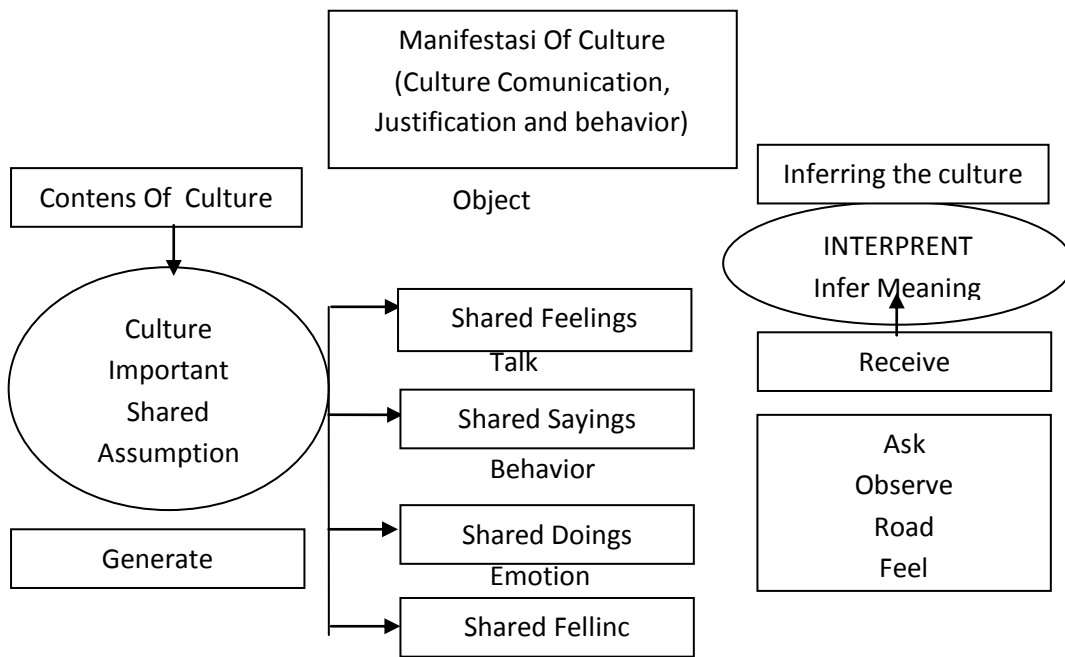 Manifestasi Of Culture
(Culture Comunication,
Justification and behavior)
Contens Of Culture
Culture
Important
Shared
Assumption
Generate
Object
Shared Feelings
Talk
Shared Sayings
Behavior
Shared Doings
Emotion
Shared Fellinc
Inferring the culture
INTERPRENT
Infer Meaning
Receive
Ask
Observe
Road
Feel